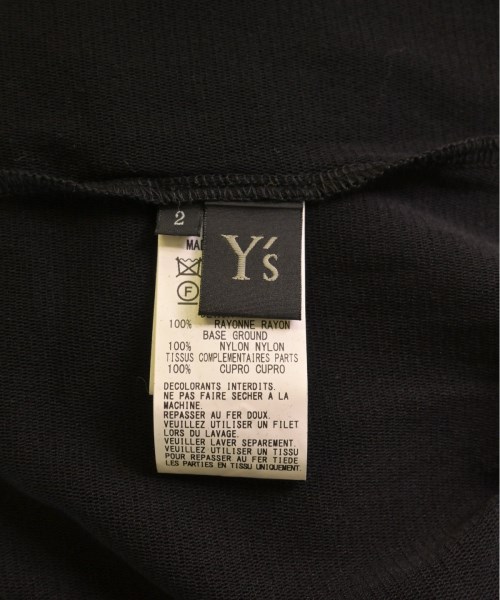 2
Y's
MA
F
100% RAYONNE RAYON
BASE GROUND
100% NYLON NYLON
TISSUS COMPLEMENTAIRES PARTS
100% CUPRO CUPRO
DECOLORANTS INTERDITS.
NE PAS FAIRE SECHER A LA
MACHINE.
REPASSER AU FER DOUX.
VEUILLEZ UTILISER UN FILET
LORS DU LAVAGE.
VEUILLER LAVER SEPAREMENT.
VEUILLEZ UTILISER UN TISSU
POUR REPASSER AU FER TIEDE
LES PARTIES EN TISSU UNIQUEMENT.